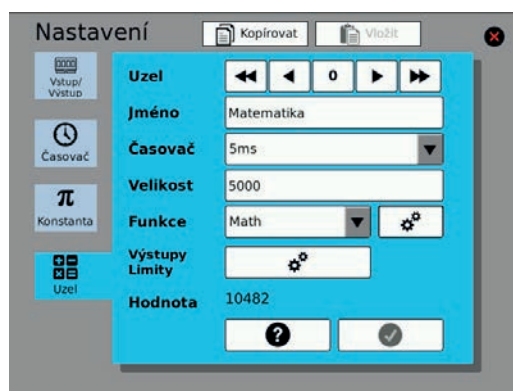 Nastavení
Kopírovat
Vložit
Vstup/
Výstup
Časovač
π
Konstanta
Uzel
Uzel
0
Jméno
Matematika
Časovač
5ms
Velikost
5000
Funkce
Math
Výstupy
Limity
Hodnota
10482
?